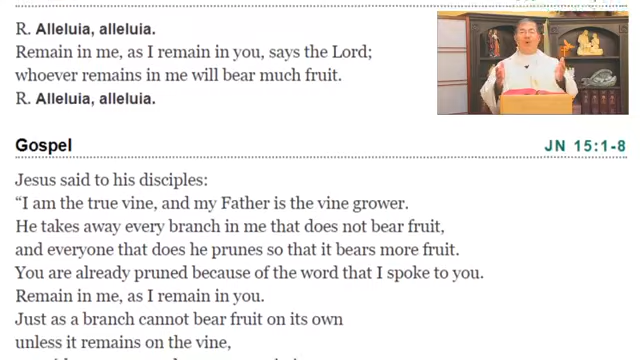 R. Alleluia, alleluia.
Remain in me, as I remain in you, says the Lord;
whoever remains in me will bear much fruit.
R. Alleluia, alleluia.
Gospel JN 15:1-8
Jesus said to his disciples:
“I am the true vine, and my Father is the vine grower.
He takes away every branch in me that does not bear fruit,
and everyone that does he prunes so that it bears more fruit.
You are already pruned because of the word that I spoke to you.
Remain in me, as I remain in you.
Just as a branch cannot bear fruit on its own
unless it remains on the vine,